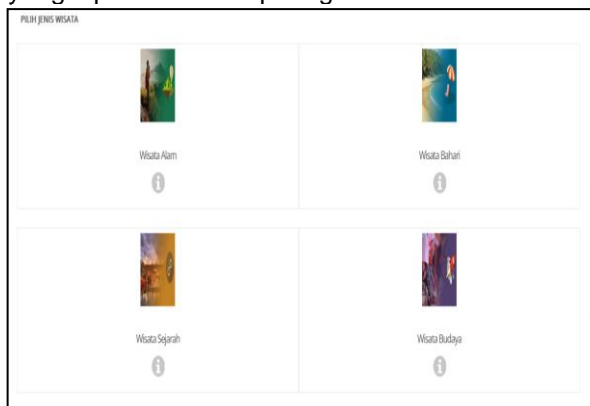 PILIH JENIS WISATA
Wisata Alam
Wisata Bahari
Wisata Sejarah
Wisata Budaya